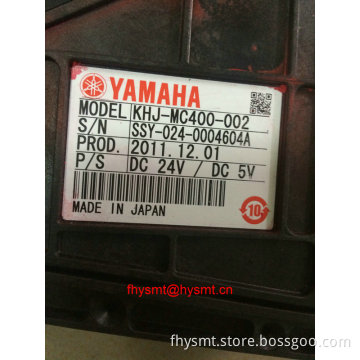 YAMAHA
MODEL KHJ-MC400-002
S/N SSY-024-0004604A
PROD. 2011.12.01
P/S DC 24V / DC 5V
MADE IN JAPAN
10
fhysmt@hysmt.cn
fhysmt.store.bossgoo.com